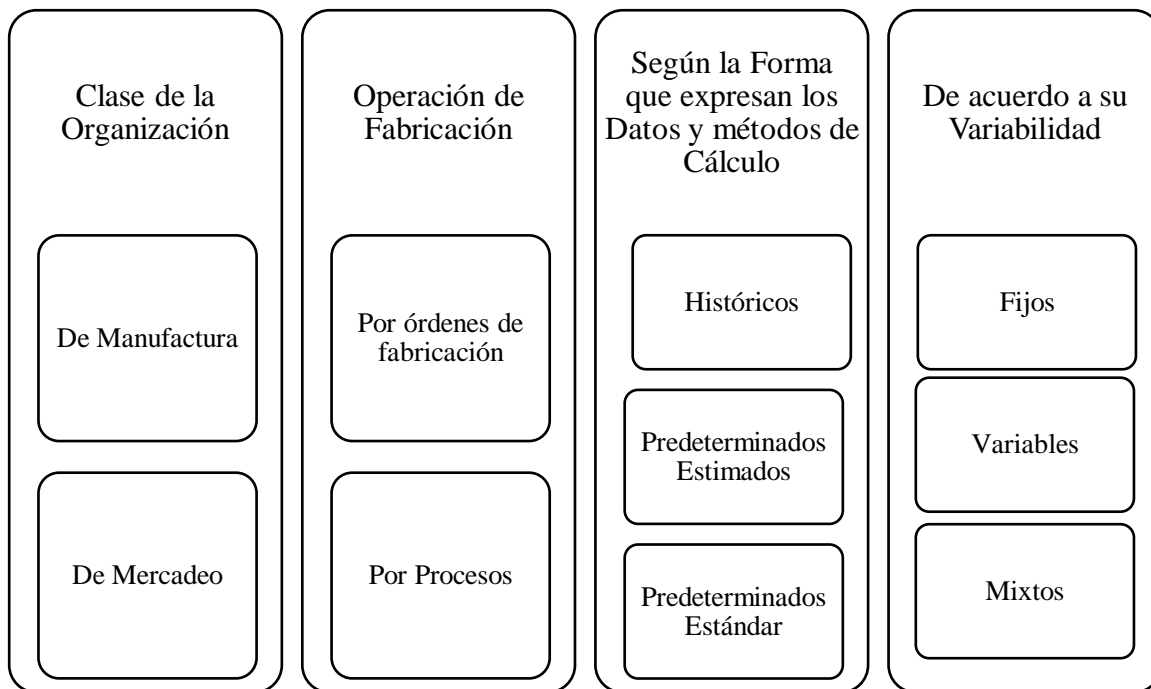 Clase de la
Organización
De Manufactura
De Mercadeo
Operación de
Fabricación
Por órdenes de
fabricación
Por Procesos
Según la Forma
que expresan los
Datos y métodos de
Cálculo
Históricos
Predeterminados
Estimados
Predeterminados
Estándar
De acuerdo a su
Variabilidad
Fijos
Variables
Mixtos